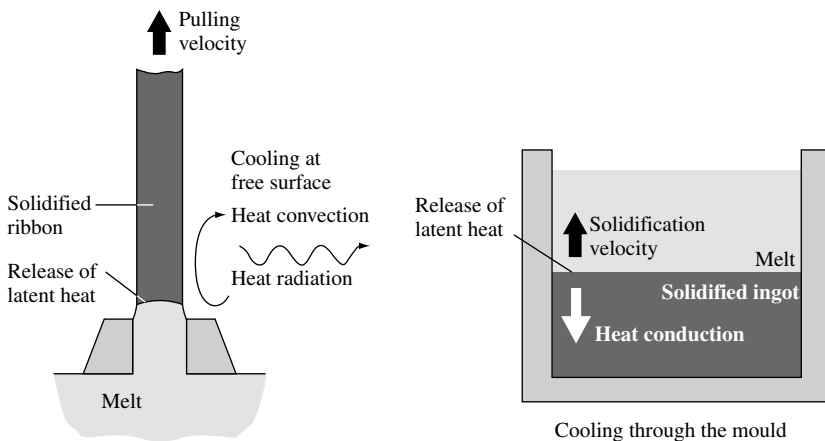 Pulling
velocity
Cooling at
free surface
Solidified
ribbon
Heat convection
Release of
latent heat
Heat radiation
Melt
Release of
latent heat
Solidification
velocity
Melt
Solidified ingot
Heat conduction
Cooling through the mould